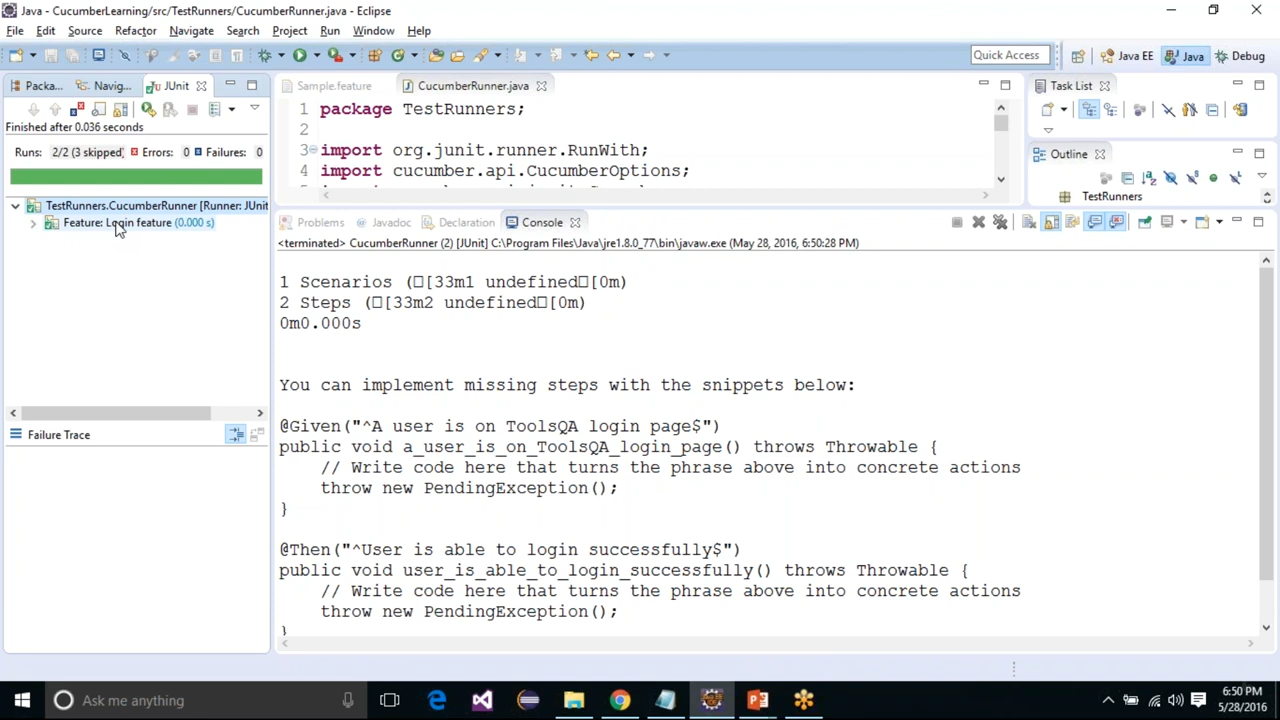 Java - CucumberLearning/src/TestRunners/CucumberRunner.java - Eclipse
File Edit Source Refactor Navigate Search Project Run Window Help
Quick Access Java EE Java Debug
Packa... Navig... JUnit
Sample.feature CucumberRunner.java
Task List
Finished after 0.036 seconds
Runs: 2/2 (3 skipped) Errors: 0 Failures: 0
1 package TestRunners;
2
3 import org.junit.runner.RunWith;
4 import cucumber.api.CucumberOptions;
Outline
TestRunners
TestRunners.CucumberRunner [Runner: JUnit
Feature: Login feature (0.000 s)
Failure Trace
Problems Javadoc Declaration Console
<terminated> CucumberRunner (2) [JUnit] C:\Program Files\Java\jre1.8.0_77\bin\javaw.exe (May 28, 2016, 6:50:28 PM)
1 Scenarios (□[33m1 undefined□[0m)
2 Steps (□[33m2 undefined□[0m)
0m0.000s
You can implement missing steps with the snippets below:
@Given("^A user is on ToolsQA login page$")
public void a_user_is_on_ToolsQA_login_page() throws Throwable {
// Write code here that turns the phrase above into concrete actions
throw new PendingException();
}
@Then("^User is able to login successfully$")
public void user_is_able_to_login_successfully() throws Throwable {
// Write code here that turns the phrase above into concrete actions
throw new PendingException();
}
Ask me anything
6:50 PM
5/28/2016